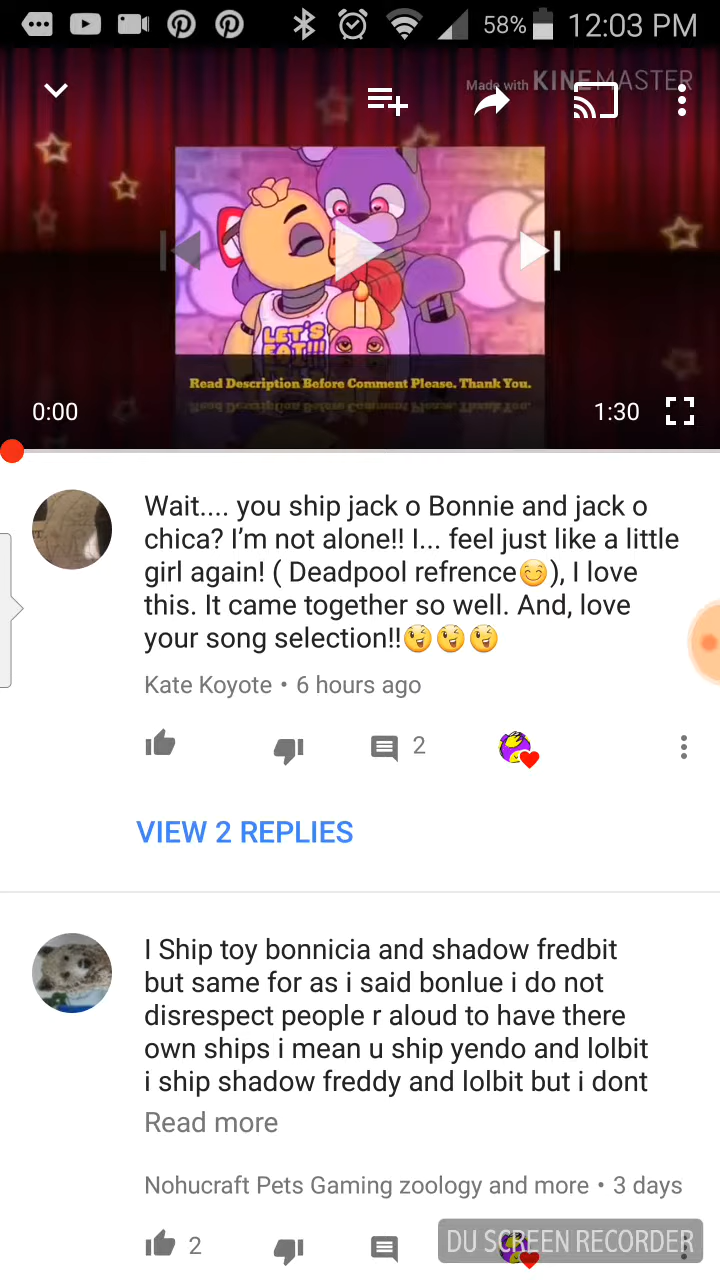 58% 12:03 PM
Made with KINEMASTER
LET'S
EAT!!!
Read Description Before Comment Please. Thank You.
0:00
1:30
Wait.... you ship jack o Bonnie and jack o
chica? I’m not alone!! I... feel just like a little
girl again! ( Deadpool refrence😊), I love
this. It came together so well. And, love
your song selection!!😉😉😉
Kate Koyote • 6 hours ago
2
VIEW 2 REPLIES
I Ship toy bonnicia and shadow fredbit
but same for as i said bonlue i do not
disrespect people r aloud to have there
own ships i mean u ship yendo and lolbit
i ship shadow freddy and lolbit but i dont
Read more
Nohucraft Pets Gaming zoology and more • 3 days
2
DU SCREEN RECORDER